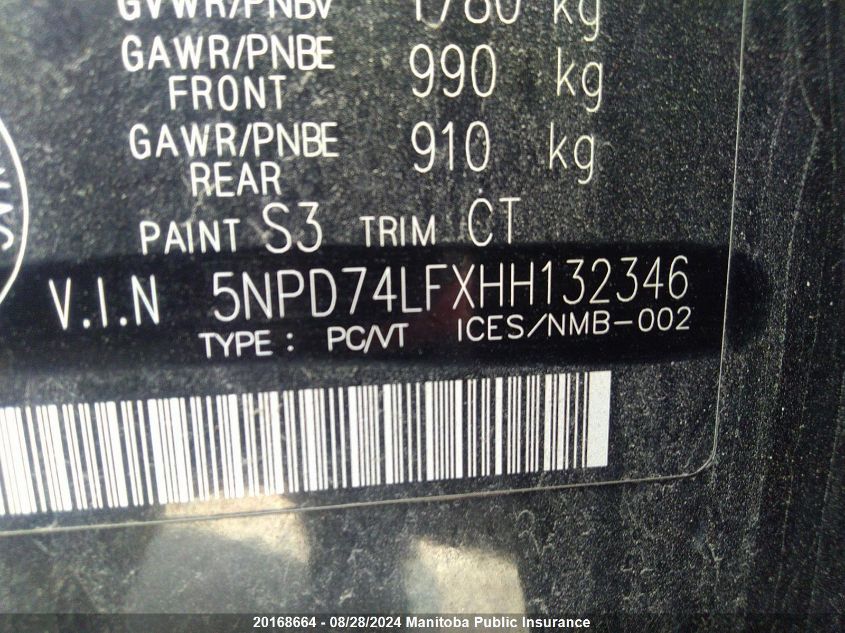 GVWR/PNBV 1780 kg
GAWR/PNBE 990 kg
FRONT
GAWR/PNBE 910 kg
REAR
PAINT S3 TRIM CT
V.I.N 5NPD74LFXHH132346
TYPE : PC/VT ICES/NMB-002
20168664 - 08/28/2024 Manitoba Public Insurance